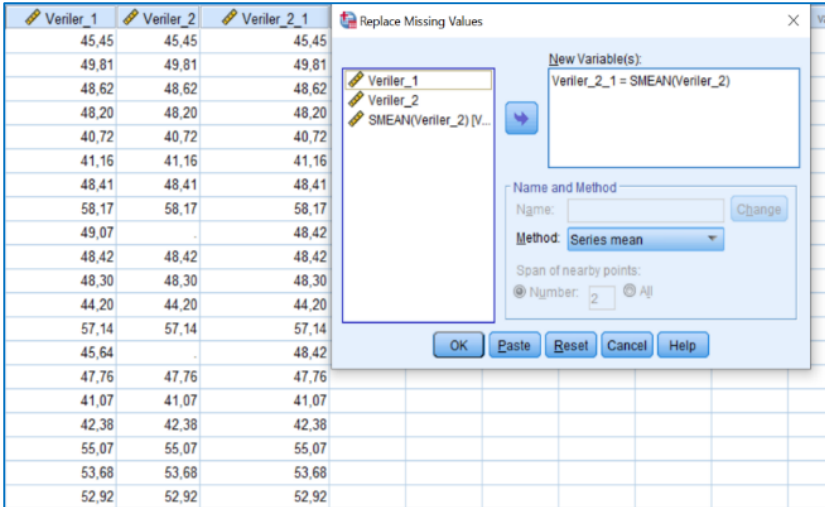 Veriler_1 Veriler_2 Veriler_2_1
45,45 45,45 45,45
49,81 49,81 49,81
48,62 48,62 48,62
48,20 48,20 48,20
40,72 40,72 40,72
41,16 41,16 41,16
48,41 48,41 48,41
58,17 58,17 58,17
49,07 . 48,42
48,42 48,42 48,42
48,30 48,30 48,30
44,20 44,20 44,20
57,14 57,14 57,14
45,64 . 48,42
47,76 47,76 47,76
41,07 41,07 41,07
42,38 42,38 42,38
55,07 55,07 55,07
53,68 53,68 53,68
52,92 52,92 52,92
Replace Missing Values
Veriler_1
Veriler_2
SMEAN(Veriler_2) [V...
New Variable(s):
Veriler_2_1 = SMEAN(Veriler_2)
Name and Method
Name: Change
Method: Series mean
Span of nearby points:
Number: 2 All
OK Paste Reset Cancel Help